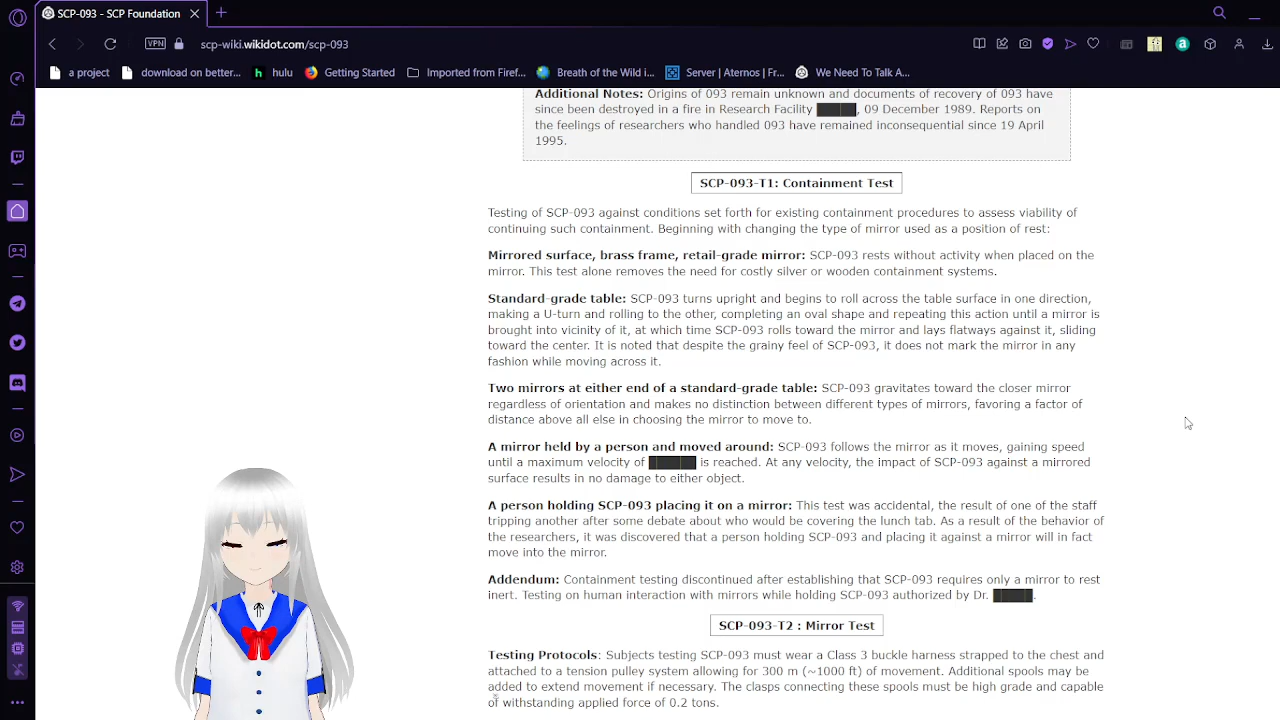 SCP-093 - SCP Foundation
VPN
scp-wiki.wikidot.com/scp-093
a
a project
download on better...
h hulu
Getting Started
Imported from Firef...
Breath of the Wild i...
Server | Aternos | Fr...
We Need To Talk A...
Additional Notes: Origins of 093 remain unknown and documents of recovery of 093 have
since been destroyed in a fire in Research Facility █████, 09 December 1989. Reports on
the feelings of researchers who handled 093 have remained inconsequential since 19 April
1995.
SCP-093-T1: Containment Test
Testing of SCP-093 against conditions set forth for existing containment procedures to assess viability of
continuing such containment. Beginning with changing the type of mirror used as a position of rest:
Mirrored surface, brass frame, retail-grade mirror: SCP-093 rests without activity when placed on the
mirror. This test alone removes the need for costly silver or wooden containment systems.
Standard-grade table: SCP-093 turns upright and begins to roll across the table surface in one direction,
making a U-turn and rolling to the other, completing an oval shape and repeating this action until a mirror is
brought into vicinity of it, at which time SCP-093 rolls toward the mirror and lays flatways against it, sliding
toward the center. It is noted that despite the grainy feel of SCP-093, it does not mark the mirror in any
fashion while moving across it.
Two mirrors at either end of a standard-grade table: SCP-093 gravitates toward the closer mirror
regardless of orientation and makes no distinction between different types of mirrors, favoring a factor of
distance above all else in choosing the mirror to move to.
A mirror held by a person and moved around: SCP-093 follows the mirror as it moves, gaining speed
until a maximum velocity of ██████ is reached. At any velocity, the impact of SCP-093 against a mirrored
surface results in no damage to either object.
A person holding SCP-093 placing it on a mirror: This test was accidental, the result of one of the staff
tripping another after some debate about who would be covering the lunch tab. As a result of the behavior of
the researchers, it was discovered that a person holding SCP-093 and placing it against a mirror will in fact
move into the mirror.
Addendum: Containment testing discontinued after establishing that SCP-093 requires only a mirror to rest
inert. Testing on human interaction with mirrors while holding SCP-093 authorized by Dr. █████.
SCP-093-T2 : Mirror Test
Testing Protocols: Subjects testing SCP-093 must wear a Class 3 buckle harness strapped to the chest and
attached to a tension pulley system allowing for 300 m (~1000 ft) of movement. Additional spools may be
added to extend movement if necessary. The clasps connecting these spools must be high grade and capable
of withstanding applied force of 0.2 tons.